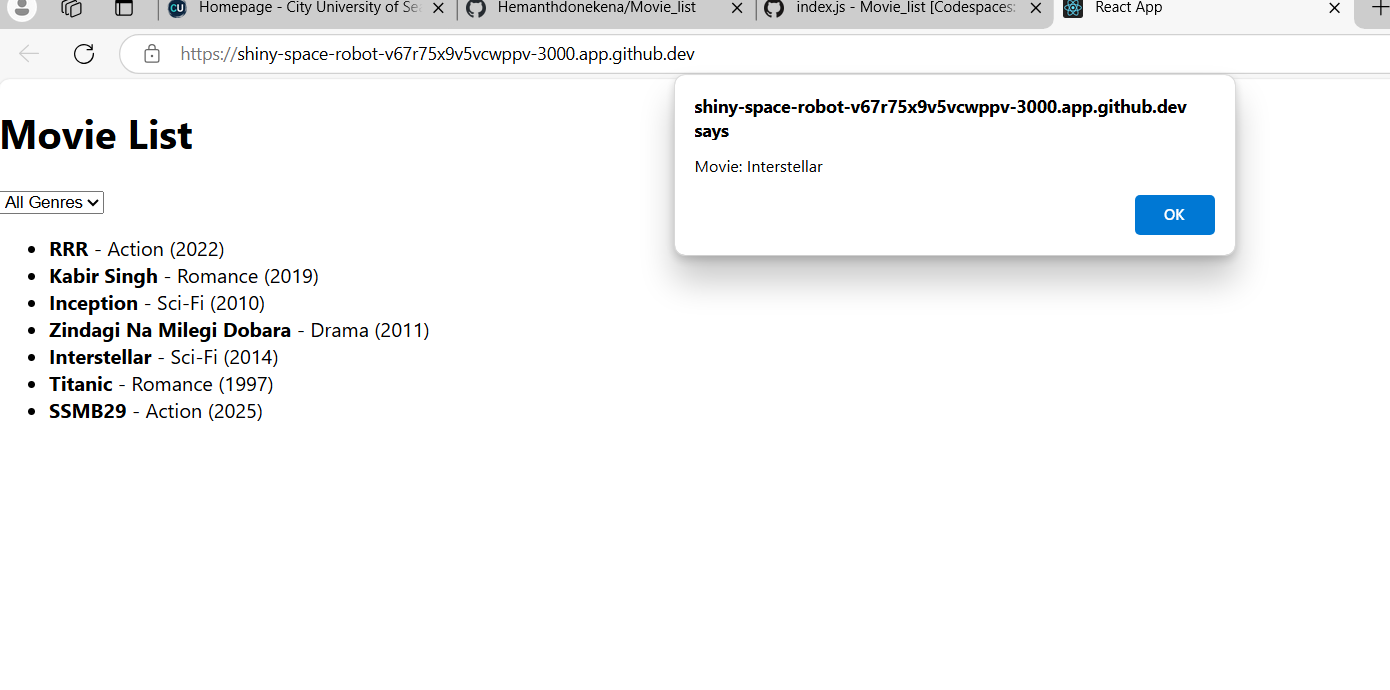 CU Homepage - City University of Sea
Hemanthdonekena/Movie_list
index.js - Movie_list [Codespaces:
React App
https://shiny-space-robot-v67r75x9v5vcwppv-3000.app.github.dev
shiny-space-robot-v67r75x9v5vcwppv-3000.app.github.dev
says
Movie: Interstellar
OK
Movie List
All Genres
RRR - Action (2022)
Kabir Singh - Romance (2019)
Inception - Sci-Fi (2010)
Zindagi Na Milegi Dobara - Drama (2011)
Interstellar - Sci-Fi (2014)
Titanic - Romance (1997)
SSMB29 - Action (2025)